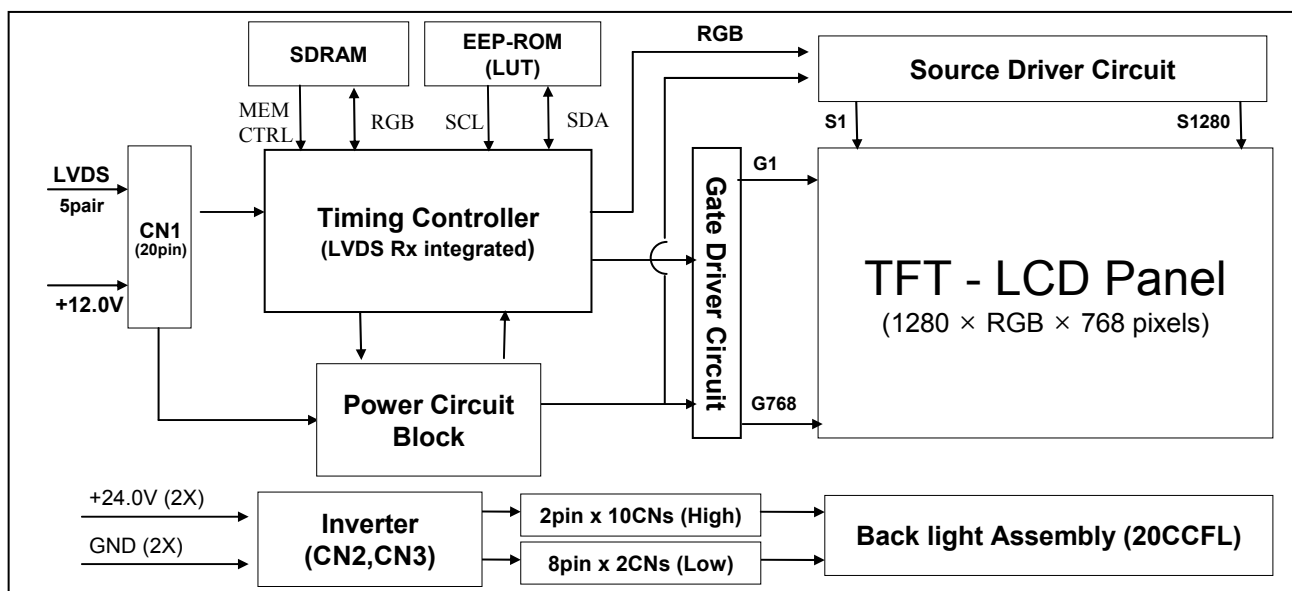 SDRAM
EEP-ROM
(LUT)
RGB
Source Driver Circuit
MEM
CTRL
RGB
SCL
SDA
S1
S1280
LVDS
5pair
CN1
(20pin)
+12.0V
Timing Controller
(LVDS Rx integrated)
Gate Driver Circuit
G1
G768
TFT - LCD Panel
(1280 × RGB × 768 pixels)
Power Circuit
Block
+24.0V (2X)
GND (2X)
Inverter
(CN2,CN3)
2pin x 10CNs (High)
8pin x 2CNs (Low)
Back light Assembly (20CCFL)